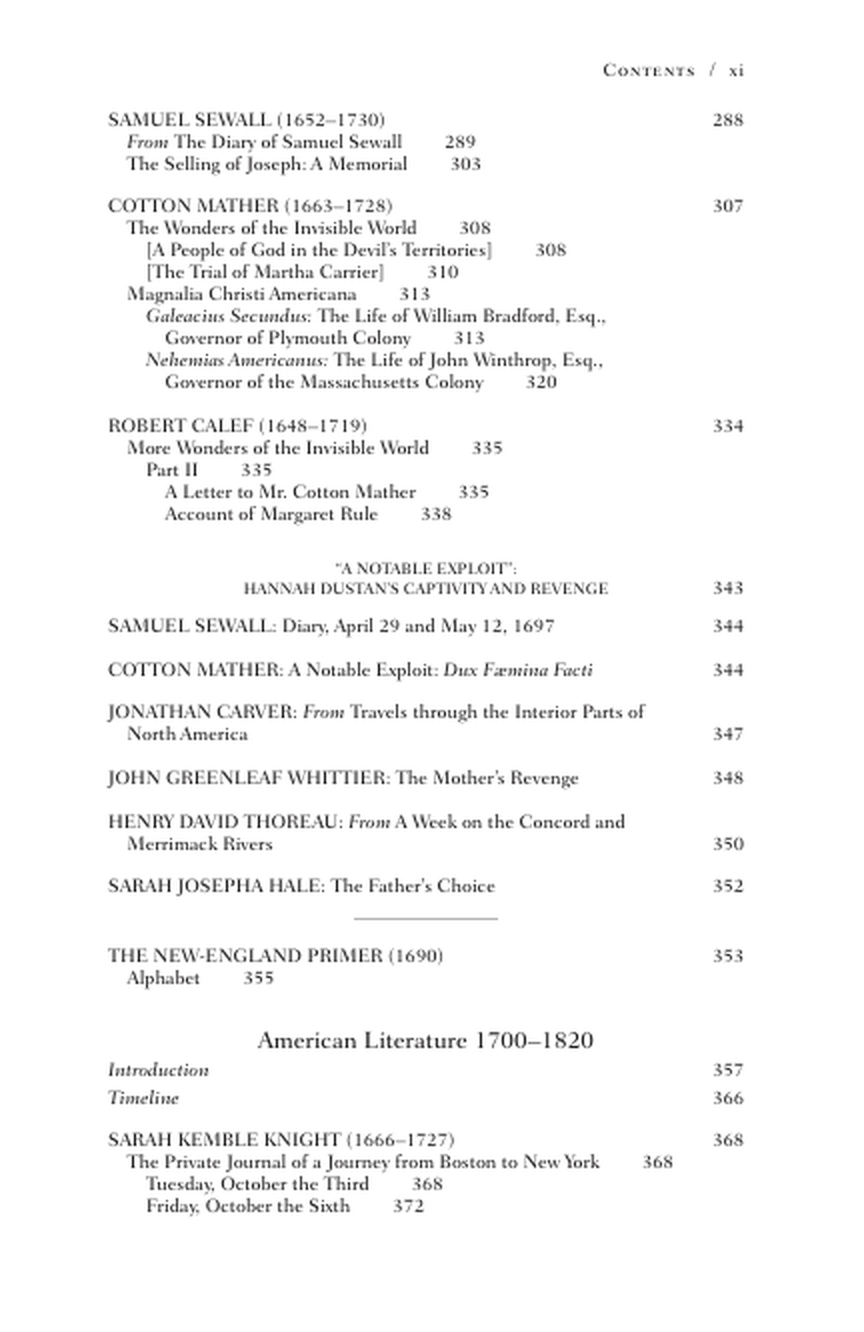 CONTENTS / xi
SAMUEL SEWALL (1652–1730) 288
From The Diary of Samuel Sewall 289
The Selling of Joseph: A Memorial 303
COTTON MATHER (1663–1728) 307
The Wonders of the Invisible World 308
[A People of God in the Devil's Territories] 308
[The Trial of Martha Carrier] 310
Magnalia Christi Americana 313
Galeacius Secundus: The Life of William Bradford, Esq.,
Governor of Plymouth Colony 313
Nehemias Americanus: The Life of John Winthrop, Esq.,
Governor of the Massachusetts Colony 320
ROBERT CALEF (1648–1719) 334
More Wonders of the Invisible World 335
Part II 335
A Letter to Mr. Cotton Mather 335
Account of Margaret Rule 338
“A NOTABLE EXPLOIT”:
HANNAH DUSTAN'S CAPTIVITY AND REVENGE 343
SAMUEL SEWALL: Diary, April 29 and May 12, 1697 344
COTTON MATHER: A Notable Exploit: Dux Fæmina Facti 344
JONATHAN CARVER: From Travels through the Interior Parts of
North America 347
JOHN GREENLEAF WHITTIER: The Mother's Revenge 348
HENRY DAVID THOREAU: From A Week on the Concord and
Merrimack Rivers 350
SARAH JOSEPHA HALE: The Father's Choice 352
THE NEW-ENGLAND PRIMER (1690) 353
Alphabet 355
American Literature 1700–1820
Introduction 357
Timeline 366
SARAH KEMBLE KNIGHT (1666–1727) 368
The Private Journal of a Journey from Boston to New York 368
Tuesday, October the Third 368
Friday, October the Sixth 372